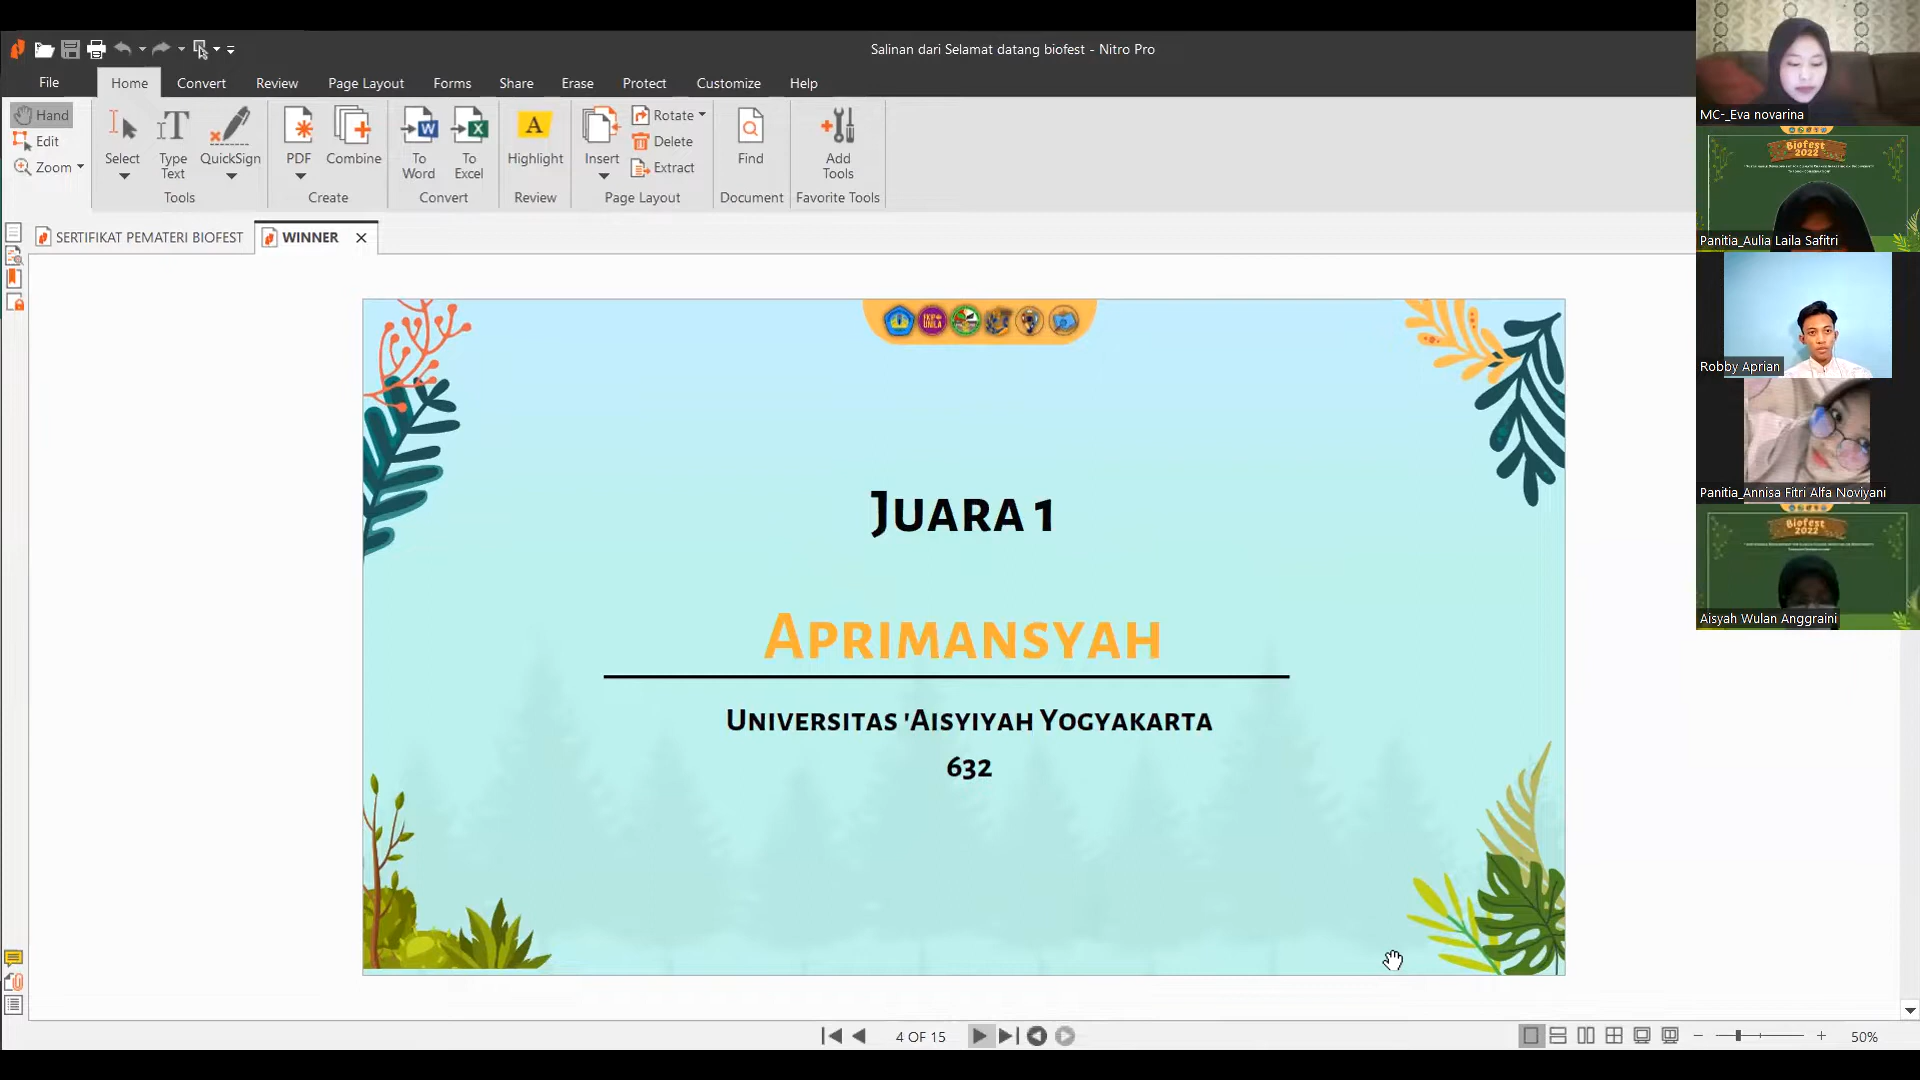 Salinan dari Selamat datang biofest - Nitro Pro
File Home Convert Review Page Layout Forms Share Erase Protect Customize Help
Hand
Edit
Zoom
Select
Type Text
QuickSign
Tools
PDF
Combine
Create
To Word
To Excel
Convert
Highlight
Review
Insert
Rotate
Delete
Extract
Page Layout
Find
Document
Add Tools
Favorite Tools
SERTIFIKAT PEMATERI BIOFEST
WINNER
Juara 1
Aprimansyah
Universitas 'Aisyiyah Yogyakarta
632
4 OF 15
50%
MC-_Eva novarina
Biofest
2022
Panitia_Aulia Laila Safitri
Robby Aprian
Panitia_Annisa Fitri Alfa Noviyani
Biofest
2022
Aisyah Wulan Anggraini